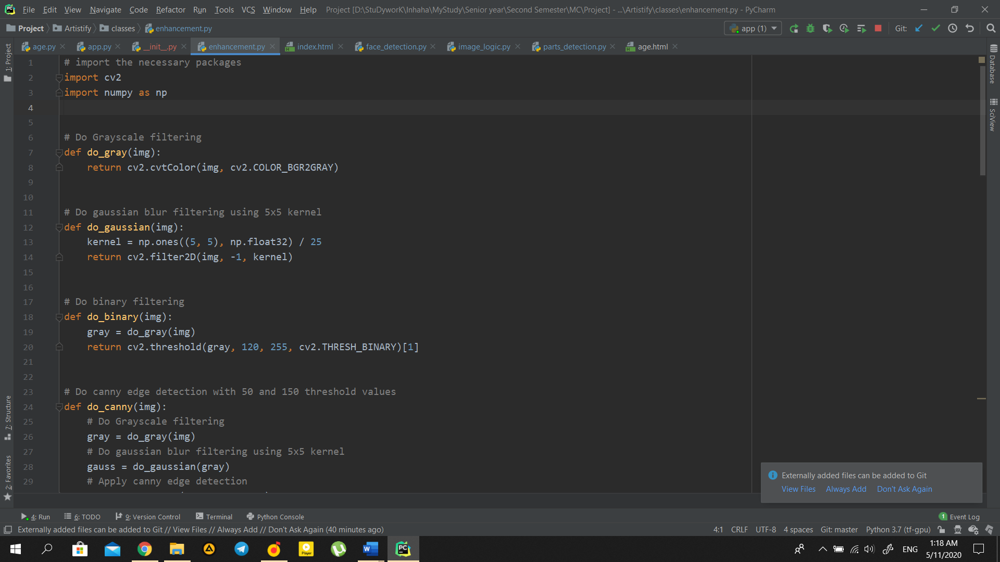 File Edit View Navigate Code Refactor Run Tools VCS Window Help Project [D:\StuDyworK\Inhaha\MyStudy\Senior year\Second Semester\MC\Project] - ...\Artistify\classes\enhancement.py - PyCharm
Project Artistify classes enhancement.py app (1) Git:
age.py app.py __init__.py enhancement.py index.html face_detection.py image_logic.py parts_detection.py age.html
1: Project
7: Structure
2: Favorites
Database
SciView
1 # import the necessary packages
2 import cv2
3 import numpy as np
4
5
6 # Do Grayscale filtering
7 def do_gray(img):
8 return cv2.cvtColor(img, cv2.COLOR_BGR2GRAY)
9
10
11 # Do gaussian blur filtering using 5x5 kernel
12 def do_gaussian(img):
13 kernel = np.ones((5, 5), np.float32) / 25
14 return cv2.filter2D(img, -1, kernel)
15
16
17 # Do binary filtering
18 def do_binary(img):
19 gray = do_gray(img)
20 return cv2.threshold(gray, 120, 255, cv2.THRESH_BINARY)[1]
21
22
23 # Do canny edge detection with 50 and 150 threshold values
24 def do_canny(img):
25 # Do Grayscale filtering
26 gray = do_gray(img)
27 # Do gaussian blur filtering using 5x5 kernel
28 gauss = do_gaussian(gray)
29 # Apply canny edge detection
Externally added files can be added to Git
View Files Always Add Don't Ask Again
4: Run 6: TODO 9: Version Control Terminal Python Console 1 Event Log
Externally added files can be added to Git // View Files // Always Add // Don't Ask Again (40 minutes ago) 4:1 CRLF UTF-8 4 spaces Git: master Python 3.7 (tf-gpu)
ENG
1:18 AM
5/11/2020